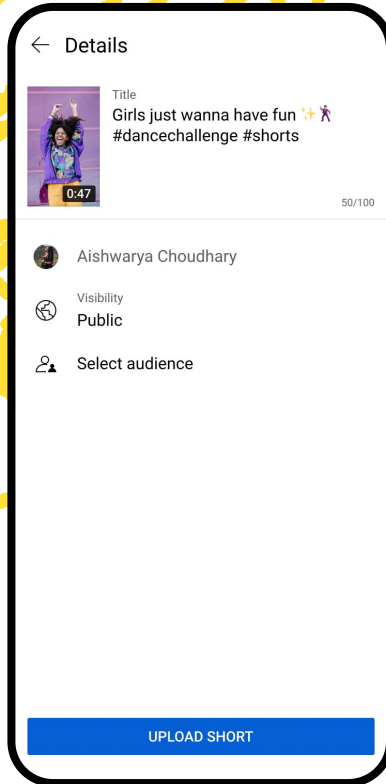 Details
Title
Girls just wanna have fun ✨🕺
#dancechallenge #shorts
0:47
50/100
Aishwarya Choudhary
Visibility
Public
Select audience
UPLOAD SHORT